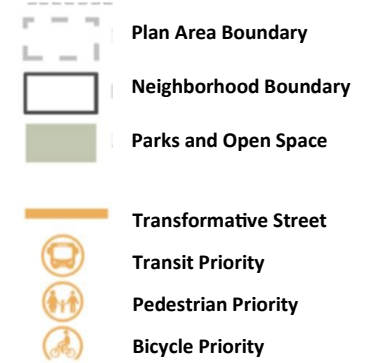 Plan Area Boundary
Neighborhood Boundary
Parks and Open Space
Transformative Street
Transit Priority
Pedestrian Priority
Bicycle Priority